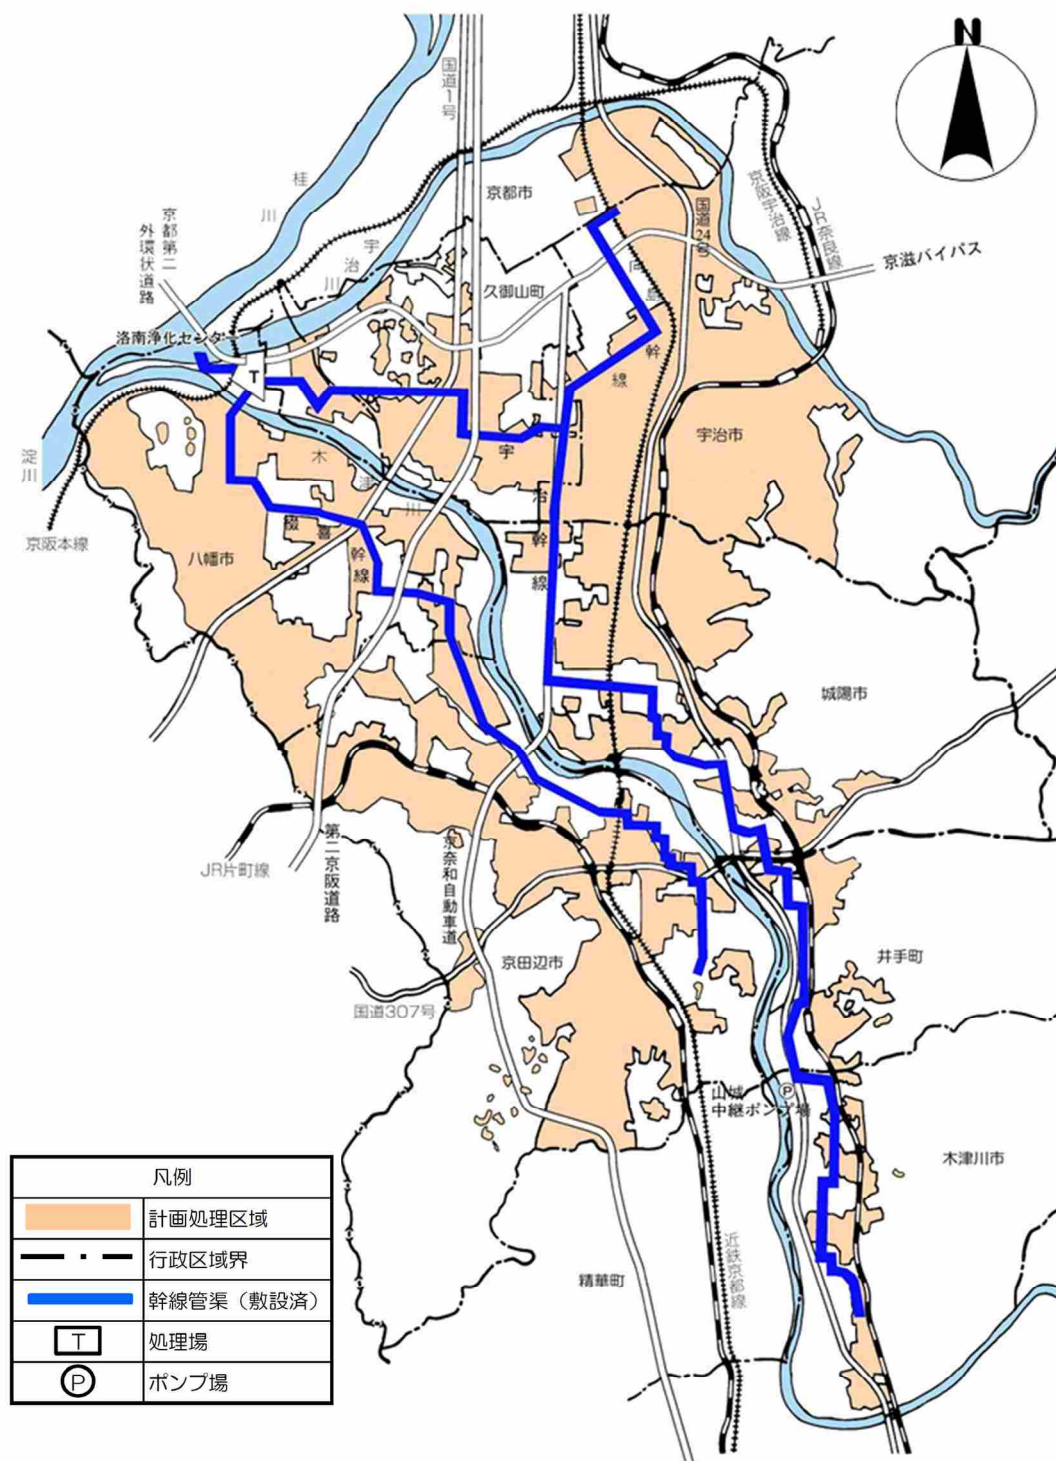 N
国道1号
桂川
京都市
宇治川
京都第二
外環状道路
久御山町
国道24号
京阪宇治線
JR奈良線
京滋バイパス
向島幹線
洛南浄化センター
T
宇治市
宇治幹線
木津川
淀川
京阪本線
八幡市
綴喜幹線
城陽市
JR片町線
第二京阪道路
京奈和自動車道
京田辺市
国道307号
井手町
P
山城
中継ポンプ場
木津川市
精華町
近鉄京都線
凡例
計画処理区域
行政区域界
幹線管渠(敷設済)
T 処理場
P ポンプ場